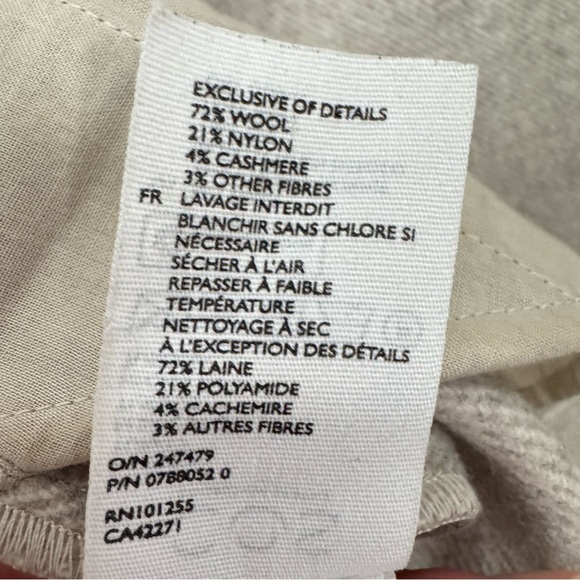 EXCLUSIVE OF DETAILS
72% WOOL
21% NYLON
4% CASHMERE
3% OTHER FIBRES
FR LAVAGE INTERDIT
BLANCHIR SANS CHLORE SI
NÉCESSAIRE
SÉCHER À L'AIR
REPASSER À FAIBLE
TEMPÉRATURE
NETTOYAGE À SEC
À L'EXCEPTION DES DÉTAILS
72% LAINE
21% POLYAMIDE
4% CACHEMIRE
3% AUTRES FIBRES
O/N 247479
P/N 0788052 0
RN101255
CA42271